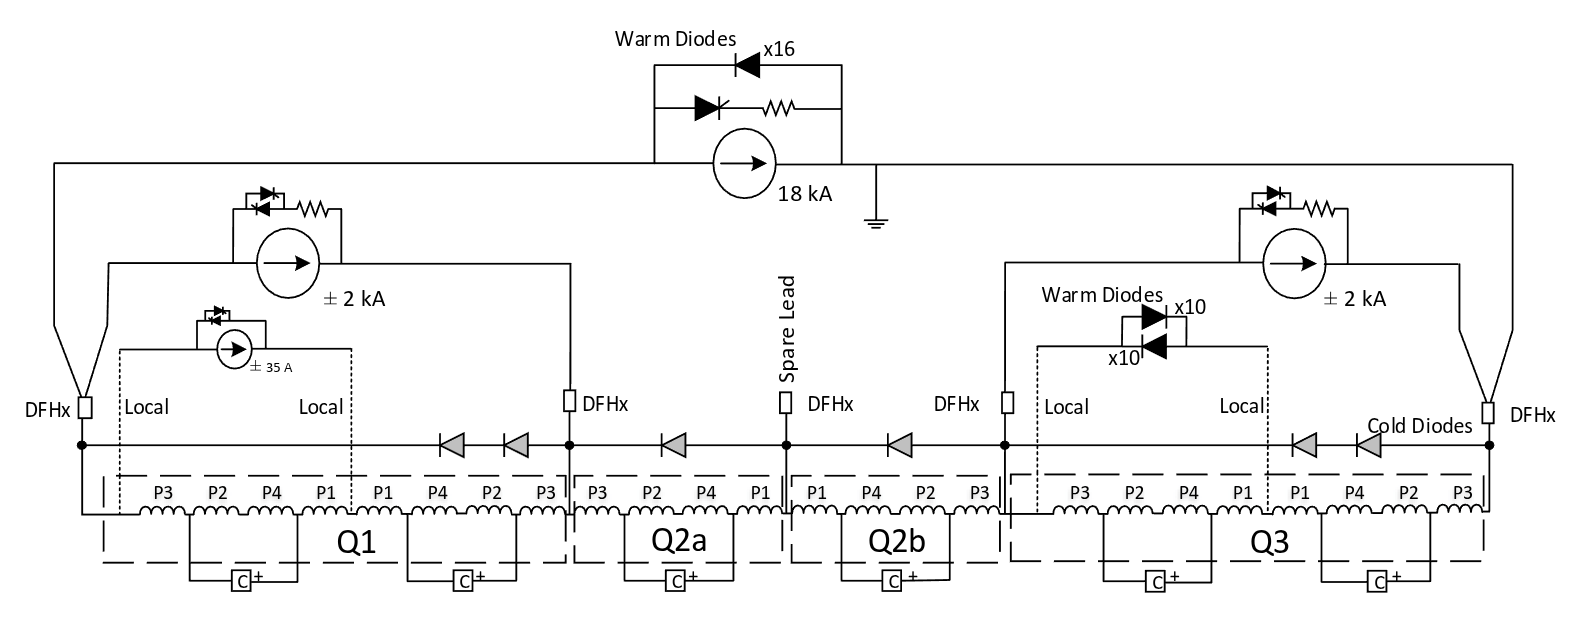 Warm Diodes
x16
18 kA
± 2 kA
± 2 kA
Warm Diodes
x10
x10
± 35 A
Spare Lead
DFHx
Local
Local
DFHx
DFHx
DFHx
Local
Local
DFHx
Cold Diodes
P3 P2 P4 P1 P1 P4 P2 P3 P3 P2 P4 P1 P1 P4 P2 P3 P3 P2 P4 P1 P1 P4 P2 P3
Q1 Q2a Q2b Q3
C + C + C + C + C + C +